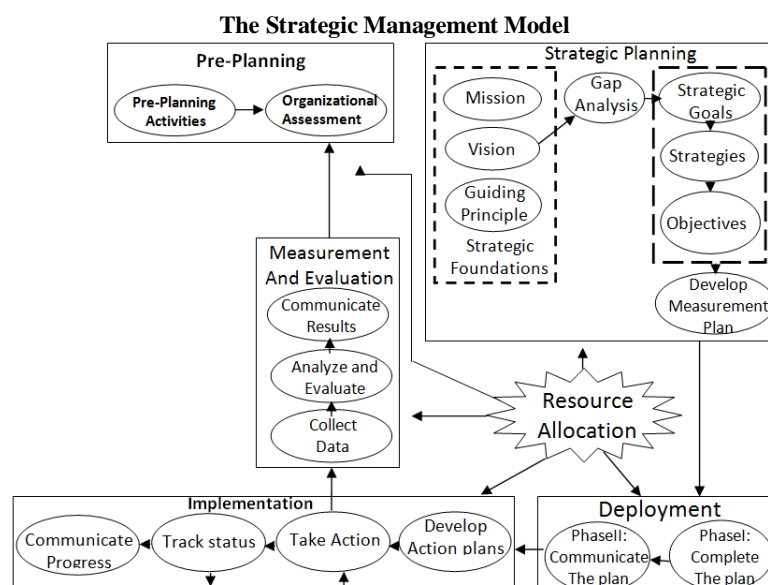 The Strategic Management Model
Pre-Planning
Pre-Planning
Activities
Organizational
Assessment
Strategic Planning
Mission
Vision
Guiding
Principle
Strategic
Foundations
Gap
Analysis
Strategic
Goals
Strategies
Objectives
Develop
Measurement
Plan
Measurement
And Evaluation
Communicate
Results
Analyze and
Evaluate
Collect
Data
Resource
Allocation
Implementation
Communicate
Progress
Track status
Take Action
Develop
Action plans
Deployment
PhaseII:
Communicate
The plan
PhaseI:
Complete
The plan